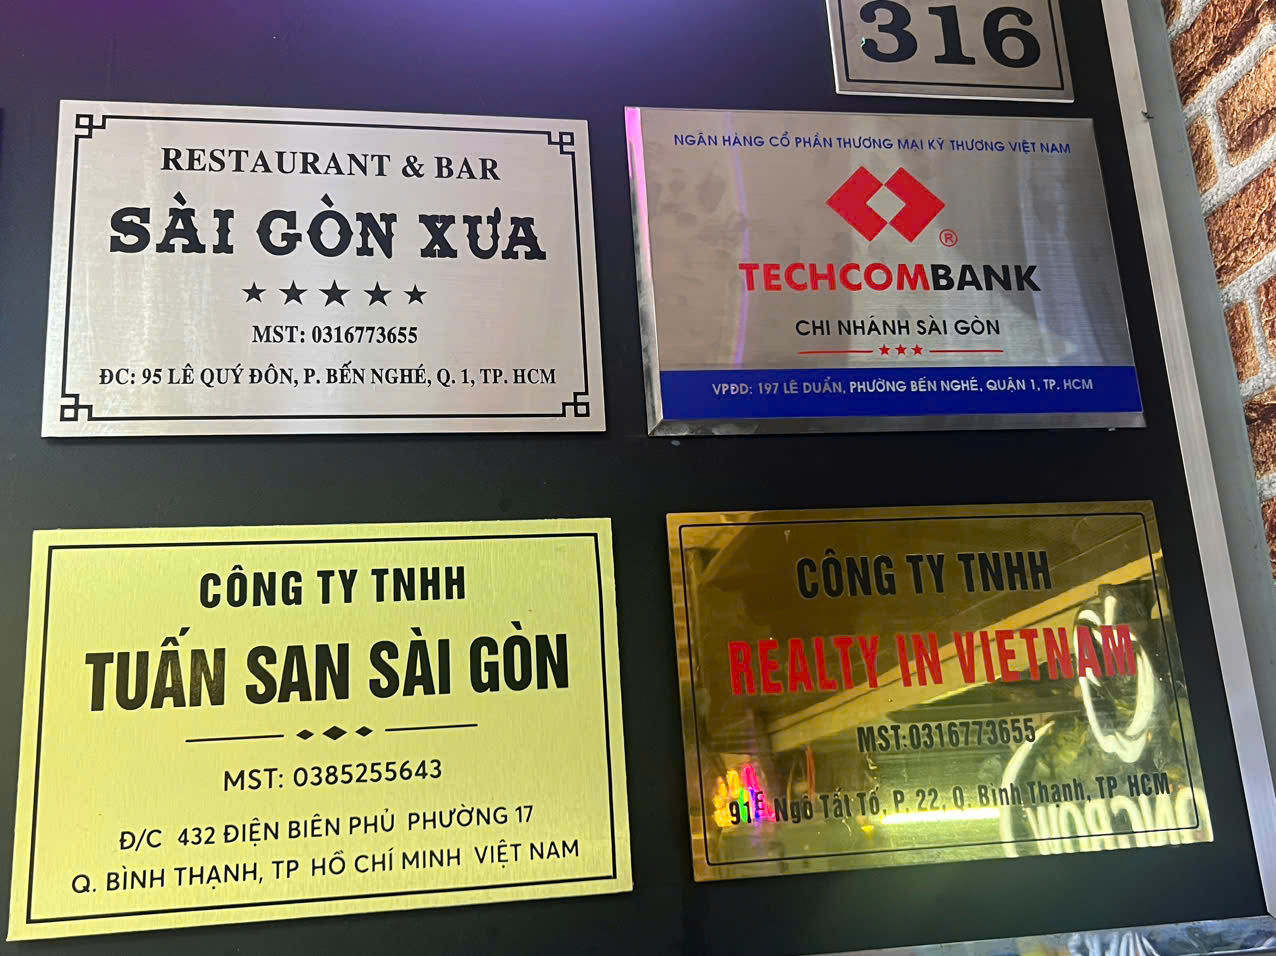 316
RESTAURANT & BAR
SÀI GÒN XƯA
MST: 0316773655
ĐC: 95 LÊ QUÝ ĐÔN, P. BẾN NGHÉ, Q. 1, TP. HCM
NGÂN HÀNG CỔ PHẦN THƯƠNG MẠI KỸ THƯƠNG VIỆT NAM
®
TECHCOMBANK
CHI NHÁNH SÀI GÒN
VPĐD: 197 LÊ DUẨN, PHƯỜNG BẾN NGHÉ, QUẬN 1, TP. HCM
CÔNG TY TNHH
TUẤN SAN SÀI GÒN
MST: 0385255643
Đ/C 432 ĐIỆN BIÊN PHỦ PHƯỜNG 17
Q. BÌNH THẠNH, TP HỒ CHÍ MINH VIỆT NAM
CÔNG TY TNHH
REALTY IN VIETNAM
MST:0316773655
91E Ngô Tất Tố, P. 22, Q. Bình Thạnh, TP HCM